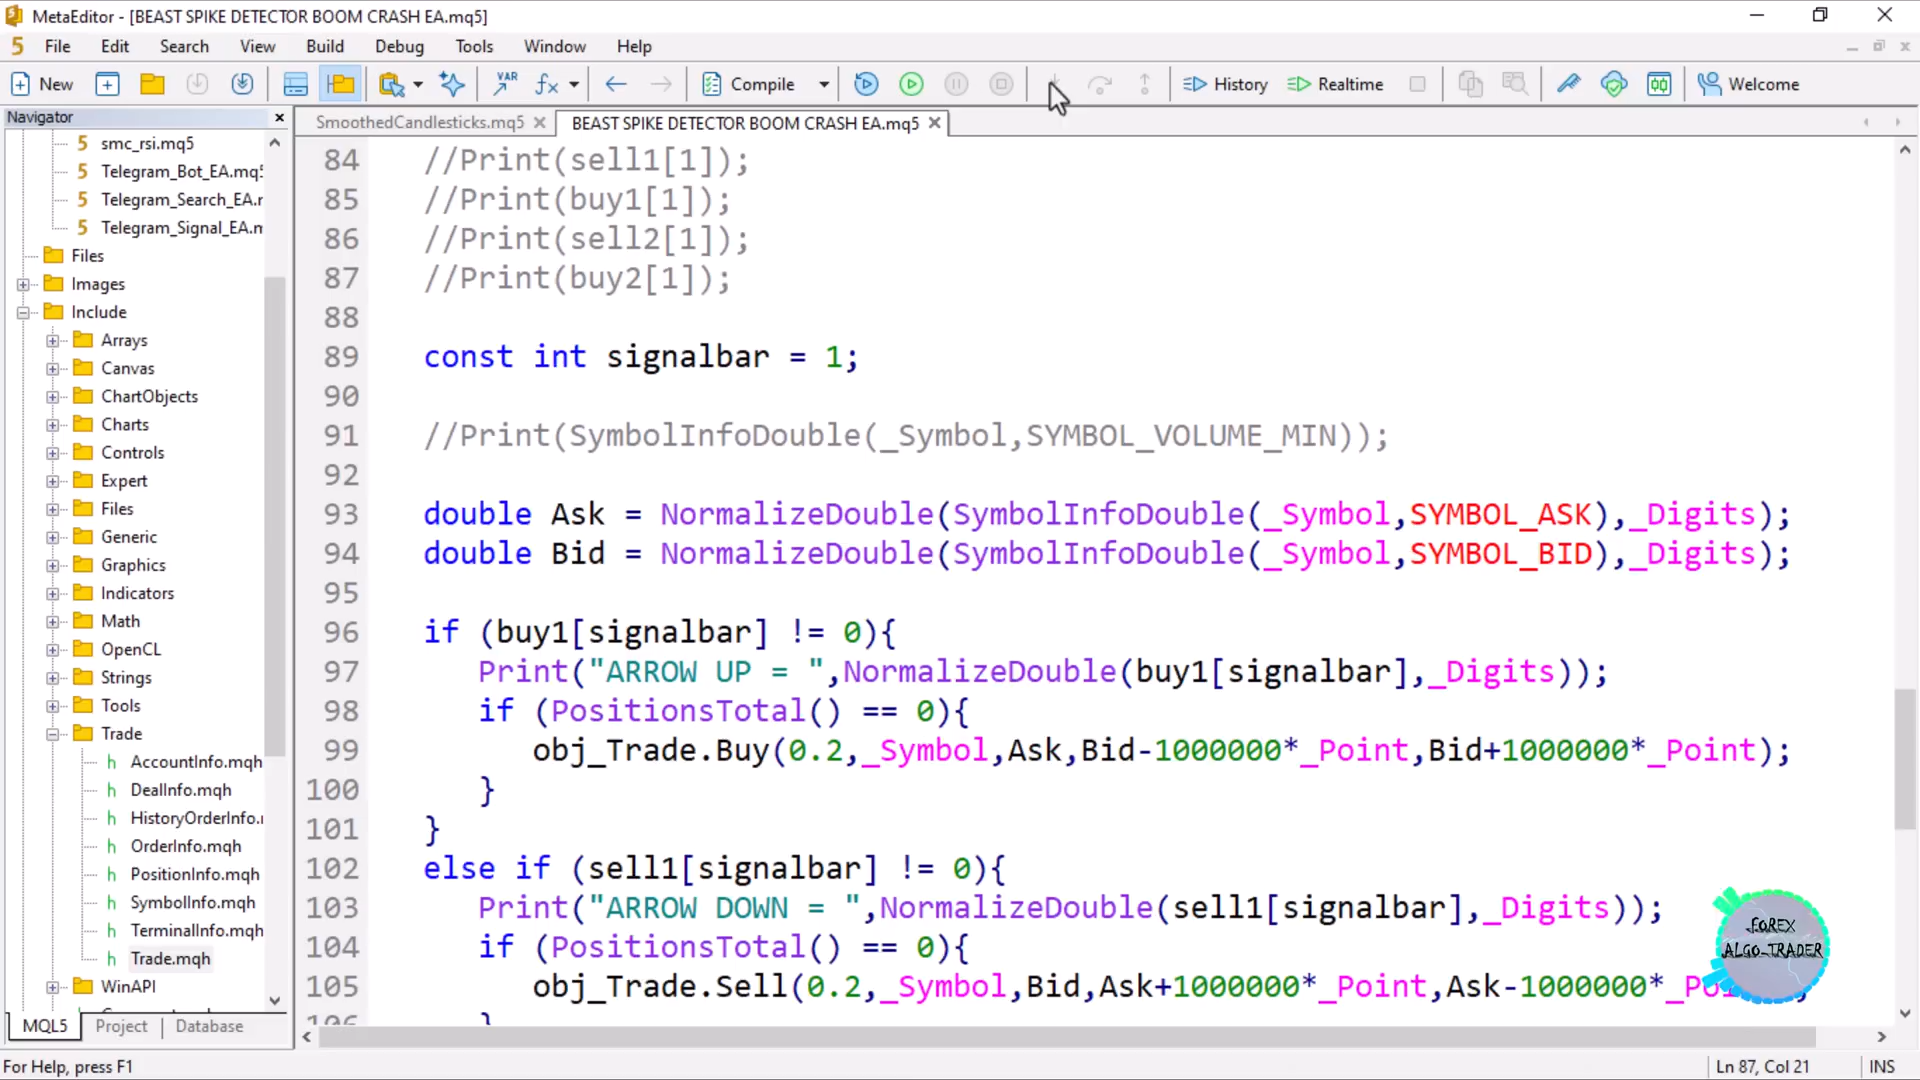 MetaEditor - [BEAST SPIKE DETECTOR BOOM CRASH EA.mq5]
File Edit Search View Build Debug Tools Window Help
New VAR Compile History Realtime Welcome
Navigator
SmoothedCandlesticks.mq5
BEAST SPIKE DETECTOR BOOM CRASH EA.mq5
smc_rsi.mq5
Telegram_Bot_EA.mq5
Telegram_Search_EA.r
Telegram_Signal_EA.m
Files
Images
Include
Arrays
Canvas
ChartObjects
Charts
Controls
Expert
Files
Generic
Graphics
Indicators
Math
OpenCL
Strings
Tools
Trade
AccountInfo.mqh
DealInfo.mqh
HistoryOrderInfo.
OrderInfo.mqh
PositionInfo.mqh
SymbolInfo.mqh
TerminalInfo.mqh
Trade.mqh
WinAPI
MQL5 Project Database
84 //Print(sell1[1]);
85 //Print(buy1[1]);
86 //Print(sell2[1]);
87 //Print(buy2[1]);
88
89 const int signalbar = 1;
90
91 //Print(SymbolInfoDouble(_Symbol,SYMBOL_VOLUME_MIN));
92
93 double Ask = NormalizeDouble(SymbolInfoDouble(_Symbol,SYMBOL_ASK),_Digits);
94 double Bid = NormalizeDouble(SymbolInfoDouble(_Symbol,SYMBOL_BID),_Digits);
95
96 if (buy1[signalbar] != 0){
97 Print("ARROW UP = ",NormalizeDouble(buy1[signalbar],_Digits));
98 if (PositionsTotal() == 0){
99 obj_Trade.Buy(0.2,_Symbol,Ask,Bid-1000000*_Point,Bid+1000000*_Point);
100 }
101 }
102 else if (sell1[signalbar] != 0){
103 Print("ARROW DOWN = ",NormalizeDouble(sell1[signalbar],_Digits));
104 if (PositionsTotal() == 0){
105 obj_Trade.Sell(0.2,_Symbol,Bid,Ask+1000000*_Point,Ask-1000000*_Po
106 }
FOREX
ALGO-TRADER
For Help, press F1
Ln 87, Col 21 INS